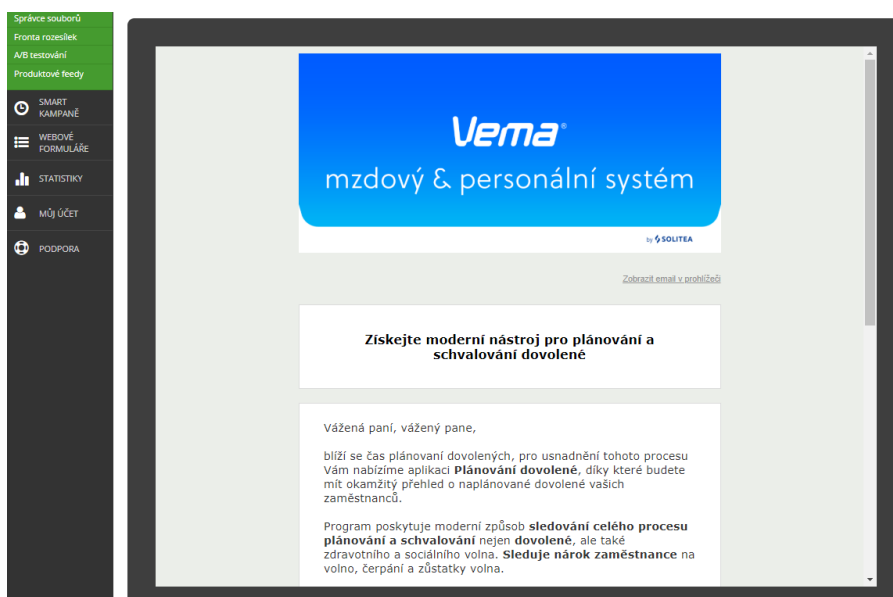 Správce souborů
Fronta rozesílek
A/B testování
Produktové feedy
SMART
KAMPANĚ
WEBOVÉ
FORMULÁŘE
STATISTIKY
MŮJ ÚČET
PODPORA
Vema®
mzdový & personální systém
by SOLITEA
Zobrazit email v prohlížeči
Získejte moderní nástroj pro plánování a
schvalování dovolené
Vážená paní, vážený pane,
blíží se čas plánovaní dovolených, pro usnadnění tohoto procesu
Vám nabízíme aplikaci Plánování dovolené, díky které budete
mít okamžitý přehled o naplánované dovolené vašich
zaměstnanců.
Program poskytuje moderní způsob sledování celého procesu
plánování a schvalování nejen dovolené, ale také
zdravotního a sociálního volna. Sleduje nárok zaměstnance na
volno, čerpání a zůstatky volna.